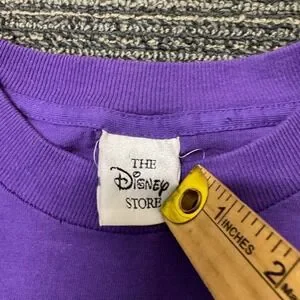 THE
Disney
STORE
1
INCHES
2